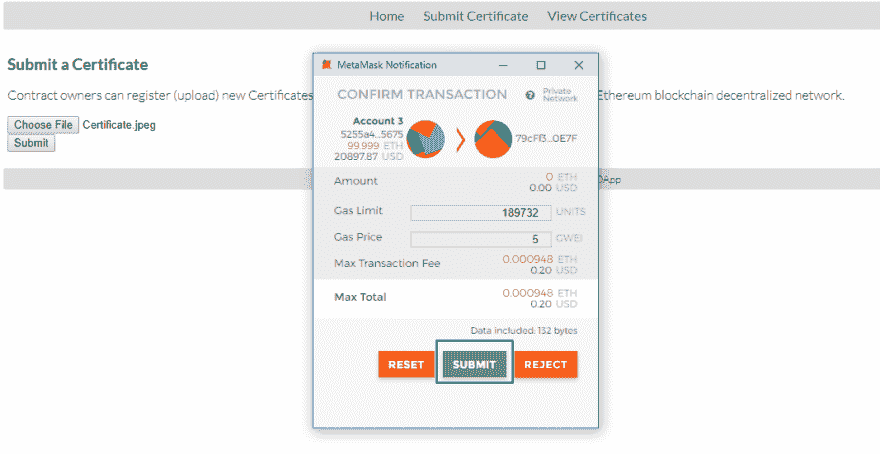 Home Submit Certificate View Certificates
MetaMask Notification
Submit a Certificate
CONFIRM TRANSACTION ? Private Network
Contract owners can register (upload) new Certificates Ethereum blockchain decentralized network.
Account 3
5255a4...5675
99.999 ETH
20897.87 USD
79cFf3...0E7F
Choose File Certificate.jpeg
Submit
Amount 0 ETH
0.00 USD
DApp
Gas Limit 189732 UNITS
Gas Price 5 GWEI
Max Transaction Fee 0.000948 ETH
0.20 USD
Max Total 0.000948 ETH
0.20 USD
Data included: 132 bytes
RESET SUBMIT REJECT